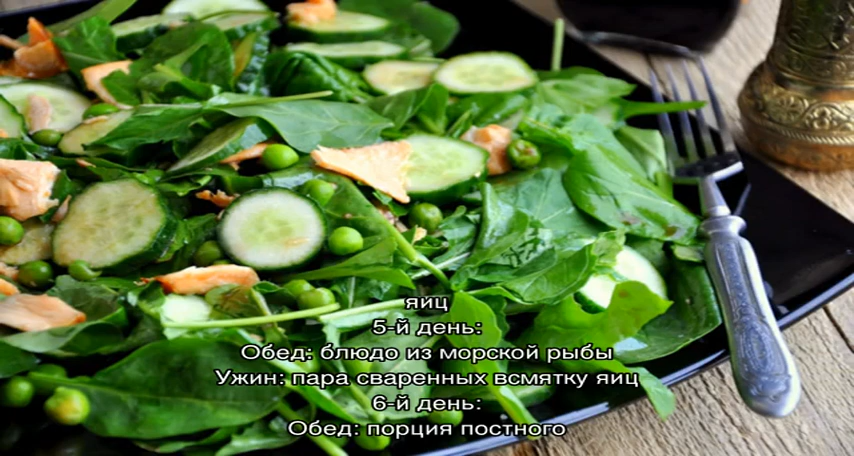 яиц
5-й день:
Обед: блюдо из морской рыбы
Ужин: пара сваренных всмятку яиц
6-й день:
Обед: порция постного